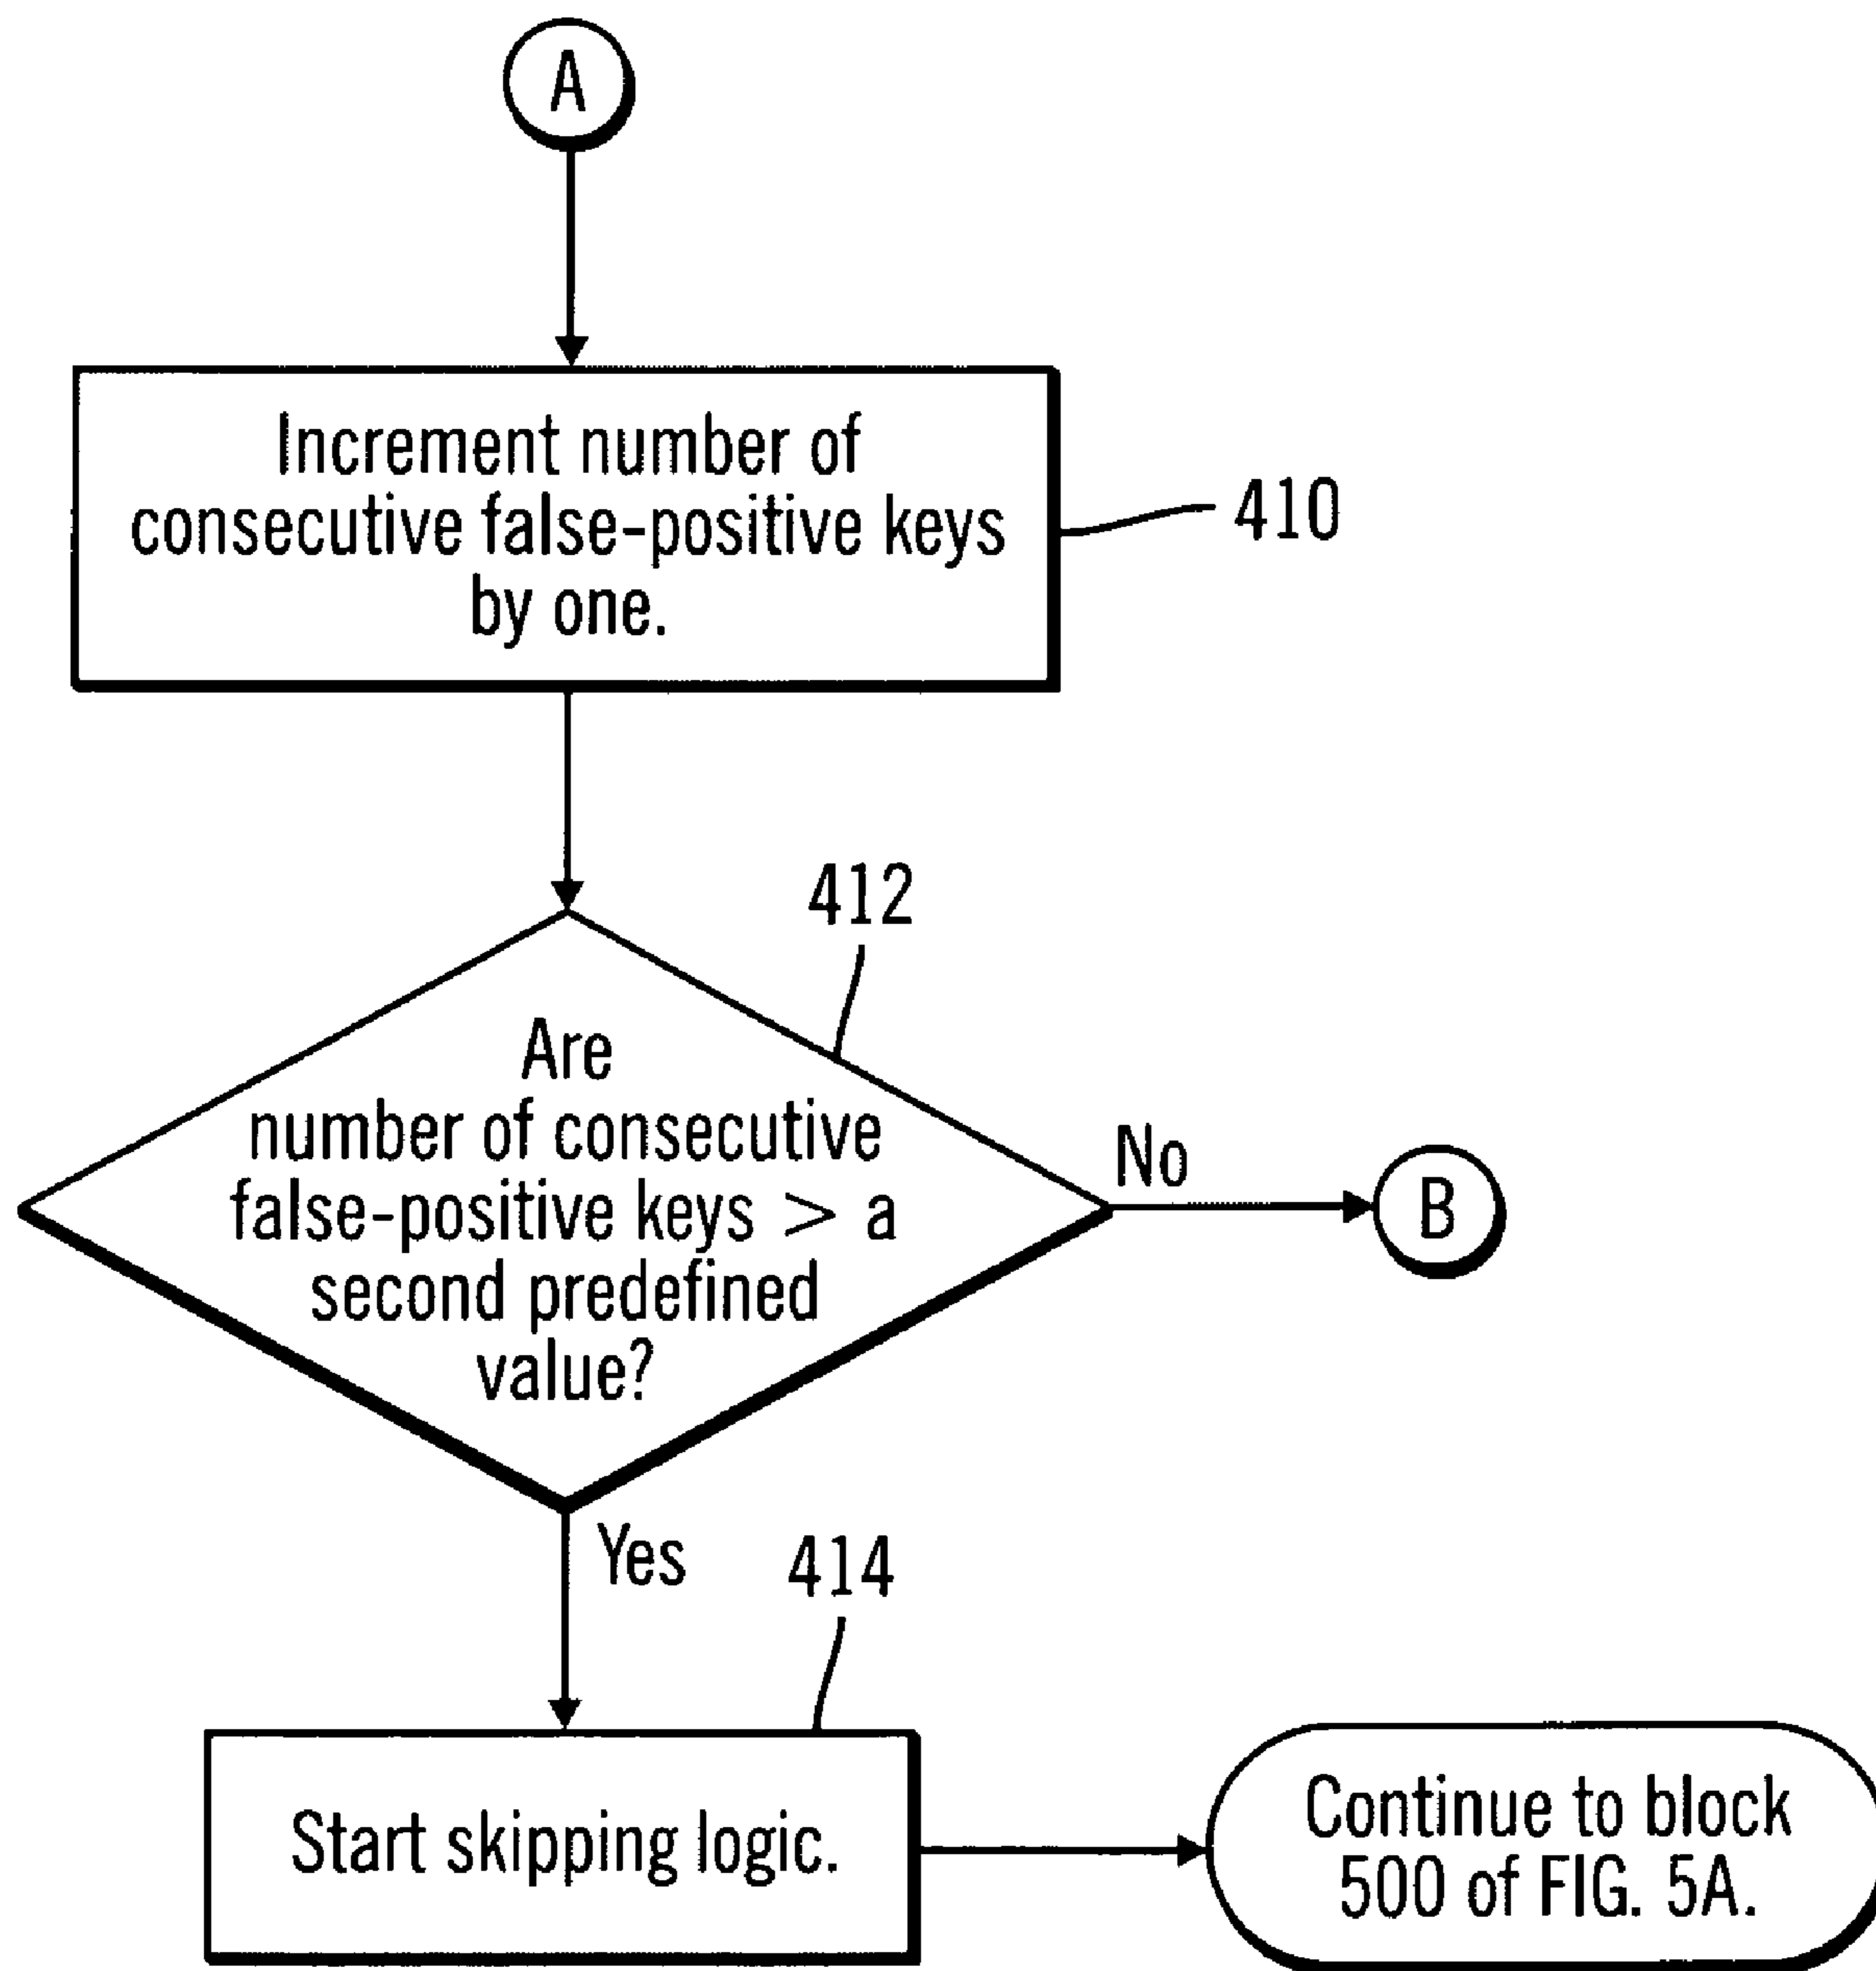 A
Increment number of
consecutive false-positive keys
by one.
410
412
Are
number of consecutive
false-positive keys > a
second predefined
value?
No
B
Yes
414
Start skipping logic.
Continue to block
500 of FIG. 5A.